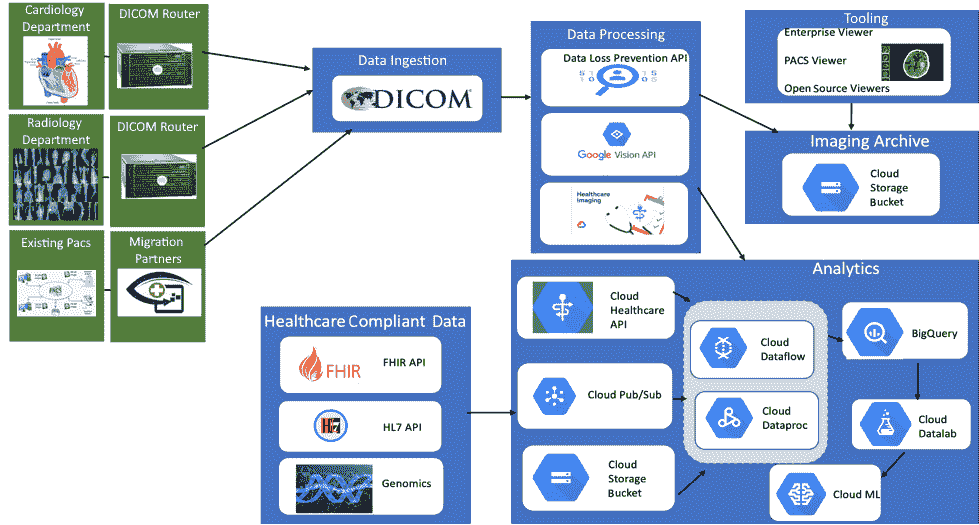 Cardiology
Department
DICOM Router
Radiology
Department
DICOM Router
Existing Pacs
PACS
Migration
Partners
Data Ingestion
DICOM®
Data Processing
Data Loss Prevention API
Google Vision API
Healthcare
Imaging
Tooling
Enterprise Viewer
PACS Viewer
Open Source Viewers
Imaging Archive
Cloud
Storage
Bucket
Healthcare Compliant Data
FHIR
FHIR API
HL7 API
Genomics
Analytics
Cloud
Healthcare
API
Cloud Pub/Sub
Cloud
Storage
Bucket
Cloud
Dataflow
Cloud
Dataproc
BigQuery
Cloud
Datalab
Cloud ML